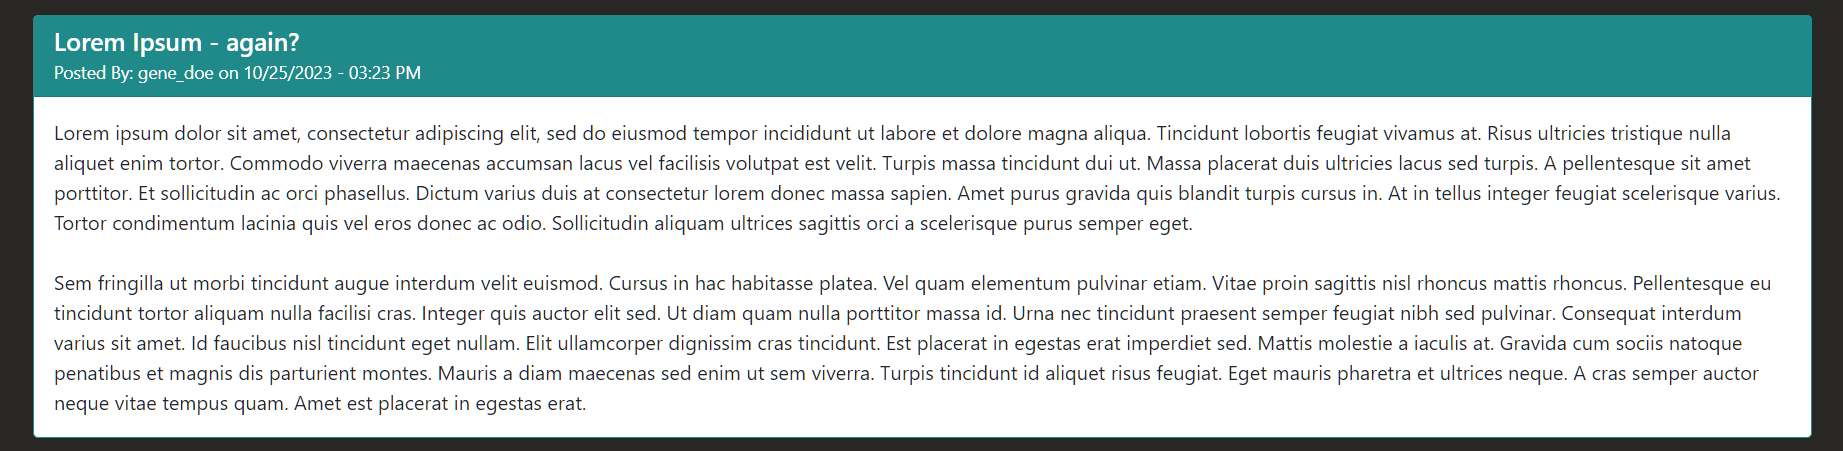 Lorem Ipsum - again?
Posted By: gene_doe on 10/25/2023 - 03:23 PM
Lorem ipsum dolor sit amet, consectetur adipiscing elit, sed do eiusmod tempor incididunt ut labore et dolore magna aliqua. Tincidunt lobortis feugiat vivamus at. Risus ultricies tristique nulla
aliquet enim tortor. Commodo viverra maecenas accumsan lacus vel facilisis volutpat est velit. Turpis massa tincidunt dui ut. Massa placerat duis ultricies lacus sed turpis. A pellentesque sit amet
porttitor. Et sollicitudin ac orci phasellus. Dictum varius duis at consectetur lorem donec massa sapien. Amet purus gravida quis blandit turpis cursus in. At in tellus integer feugiat scelerisque varius.
Tortor condimentum lacinia quis vel eros donec ac odio. Sollicitudin aliquam ultrices sagittis orci a scelerisque purus semper eget.
Sem fringilla ut morbi tincidunt augue interdum velit euismod. Cursus in hac habitasse platea. Vel quam elementum pulvinar etiam. Vitae proin sagittis nisl rhoncus mattis rhoncus. Pellentesque eu
tincidunt tortor aliquam nulla facilisi cras. Integer quis auctor elit sed. Ut diam quam nulla porttitor massa id. Urna nec tincidunt praesent semper feugiat nibh sed pulvinar. Consequat interdum
varius sit amet. Id faucibus nisl tincidunt eget nullam. Elit ullamcorper dignissim cras tincidunt. Est placerat in egestas erat imperdiet sed. Mattis molestie a iaculis at. Gravida cum sociis natoque
penatibus et magnis dis parturient montes. Mauris a diam maecenas sed enim ut sem viverra. Turpis tincidunt id aliquet risus feugiat. Eget mauris pharetra et ultrices neque. A cras semper auctor
neque vitae tempus quam. Amet est placerat in egestas erat.